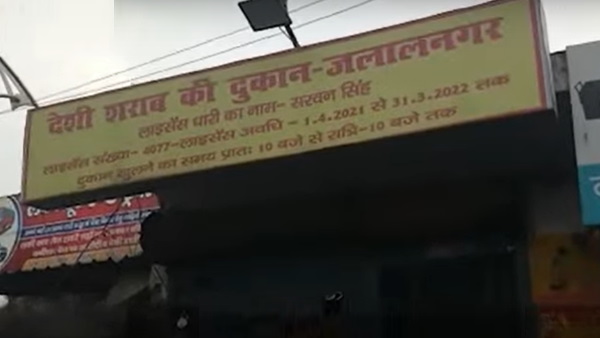 देशी शराब की दुकान-जलालनगर
लाइसेंस धारी का नाम- सरवन सिंह
लाइसेंस संख्या- 4077-लाइसेंस अवधि - 1.4.2021 से 31.3.2022 तक
दुकान खुलने का समय प्रातः 10 बजे से रात्रि-10 बजे तक